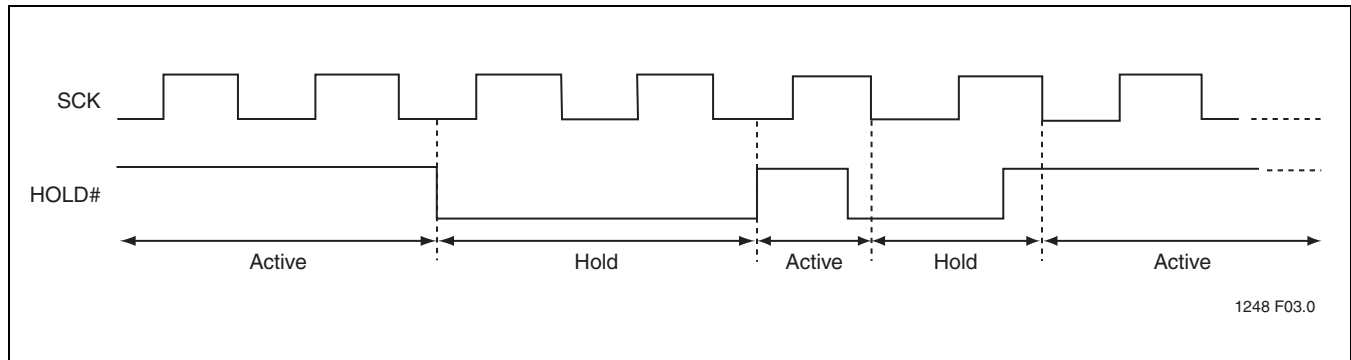 SCK
HOLD#
Active Hold Active Hold Active
1248 F03.0